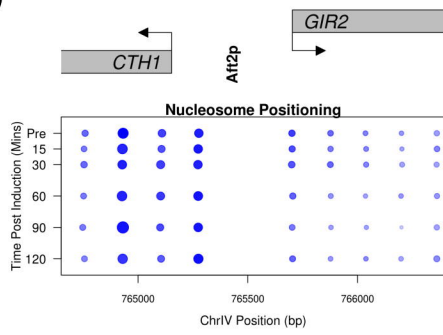 GIR2
CTH1
Aft2p
Nucleosome Positioning
Time Post Induction (Mins)
Pre
15
30
60
90
120
765000 765500 766000
ChrIV Position (bp)